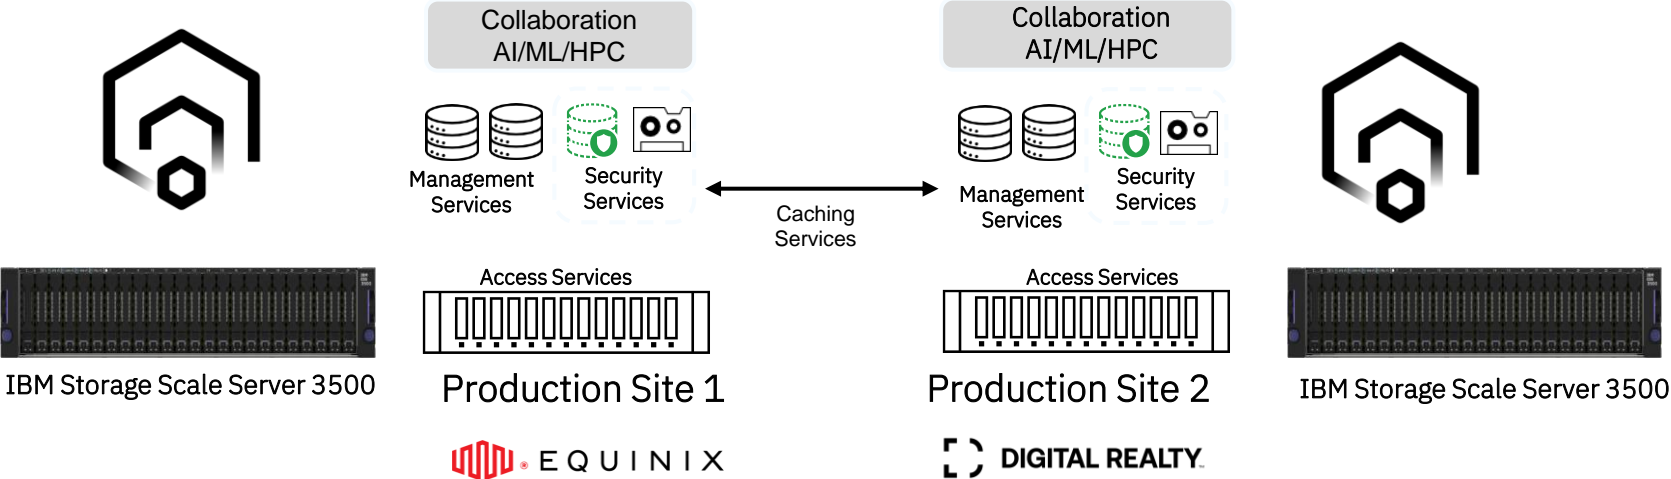 Collaboration
AI/ML/HPC
Collaboration
AI/ML/HPC
Management
Services
Security
Services
Caching
Services
Management
Services
Security
Services
Access Services
Access Services
IBM Storage Scale Server 3500
Production Site 1
Production Site 2
IBM Storage Scale Server 3500
EQUINIX
DIGITAL REALTY